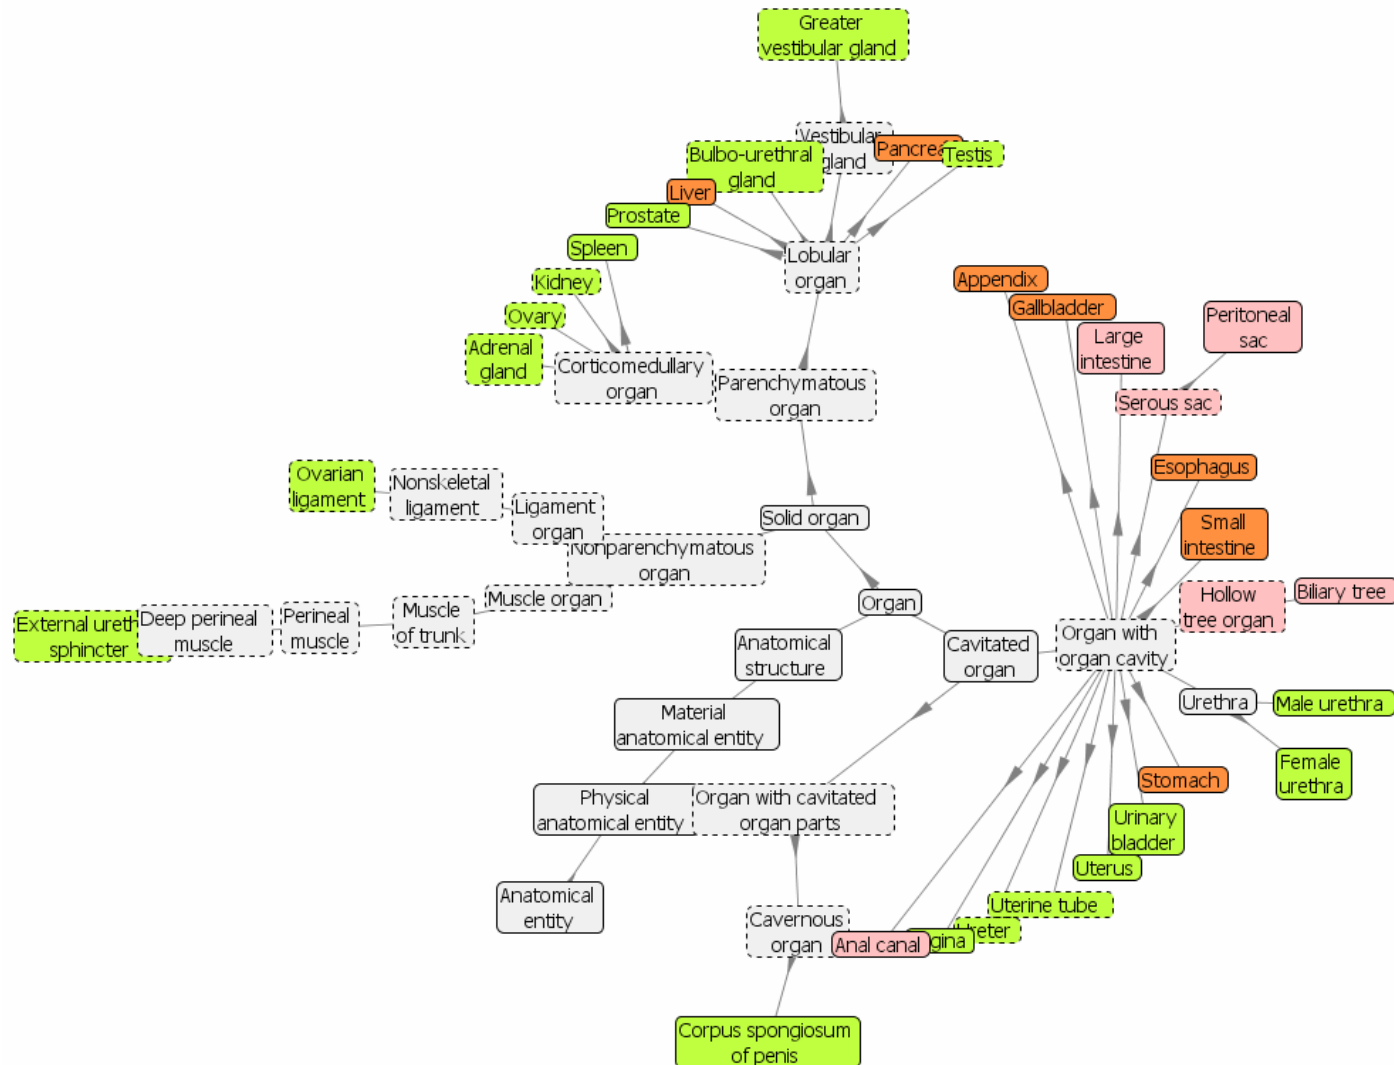 Greater
vestibular gland
Vestibular
gland
Bulbo-urethral
gland
Testis
Liver
Prostate
Spleen
Lobular
organ
Kidney
Ovary
Adrenal
gland
Corticomedullary
organ
Parenchymatous
organ
Appendix
Gallbladder
Large
intestine
Peritoneal
sac
Serous sac
Esophagus
Small
intestine
Ovarian
ligament
Nonskeletal
ligament
Ligament
organ
Solid organ
Nonparenchymatous
organ
Muscle organ
Organ
Hollow
tree organ
Biliary tree
External
sphincter
Deep perineal
muscle
Perineal
muscle
Muscle
of trunk
Anatomical
structure
Cavitated
organ
Organ with
organ cavity
Urethra
Male urethra
Female
urethra
Material
anatomical entity
Stomach
Physical
anatomical entity
Organ with cavitated
organ parts
Urinary
bladder
Uterus
Anatomical
entity
Uterine tube
Cavernous
organ
Anal canal
Corpus spongiosum
of penis